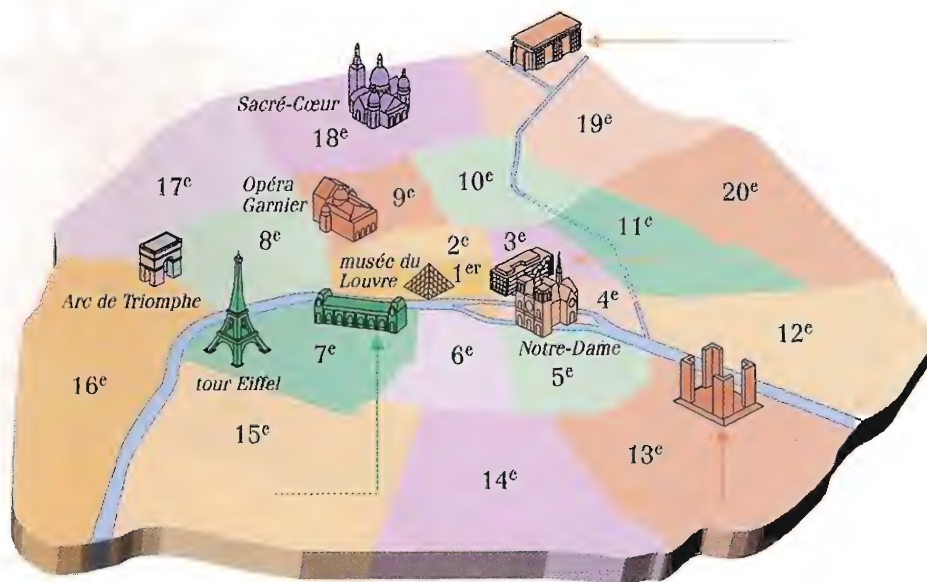 Sacré-Cœur
18ᵉ
19ᵉ
17ᵉ
Opéra
Garnier
9ᵉ
10ᵉ
20ᵉ
8ᵉ
11ᵉ
2ᵉ
3ᵉ
musée du
Louvre
1ᵉʳ
Arc de Triomphe
4ᵉ
12ᵉ
7ᵉ
6ᵉ
Notre-Dame
5ᵉ
16ᵉ
tour Eiffel
15ᵉ
13ᵉ
14ᵉ